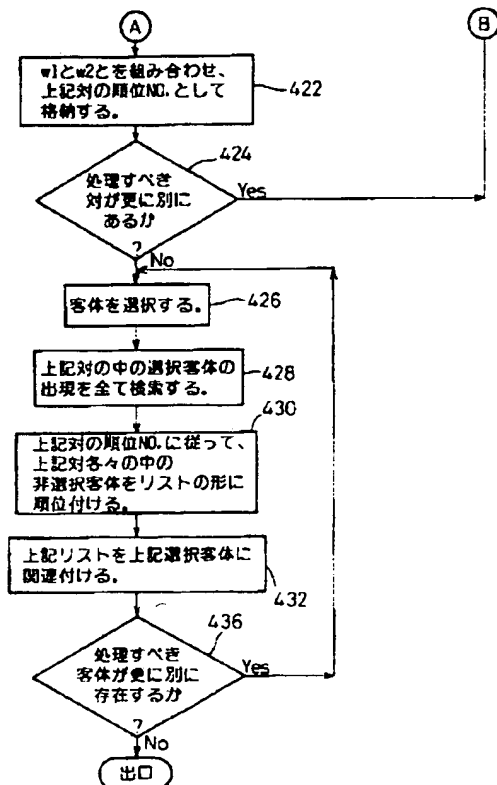 A
B
w1とw2とを組み合わせ、
上記対の順位NO.として
格納する。
422
424
処理すべき
対が更に別に
あるか
?
Yes
No
客体を選択する。
426
上記対の中の選択客体の
出現を全て検索する。
428
430
上記対の順位NO.に従って、
上記対各々の中の
非選択客体をリストの形に
順位付ける。
上記リストを上記選択客体に
関連付ける。
432
436
処理すべき
客体が更に別に
存在するか
?
Yes
No
出口